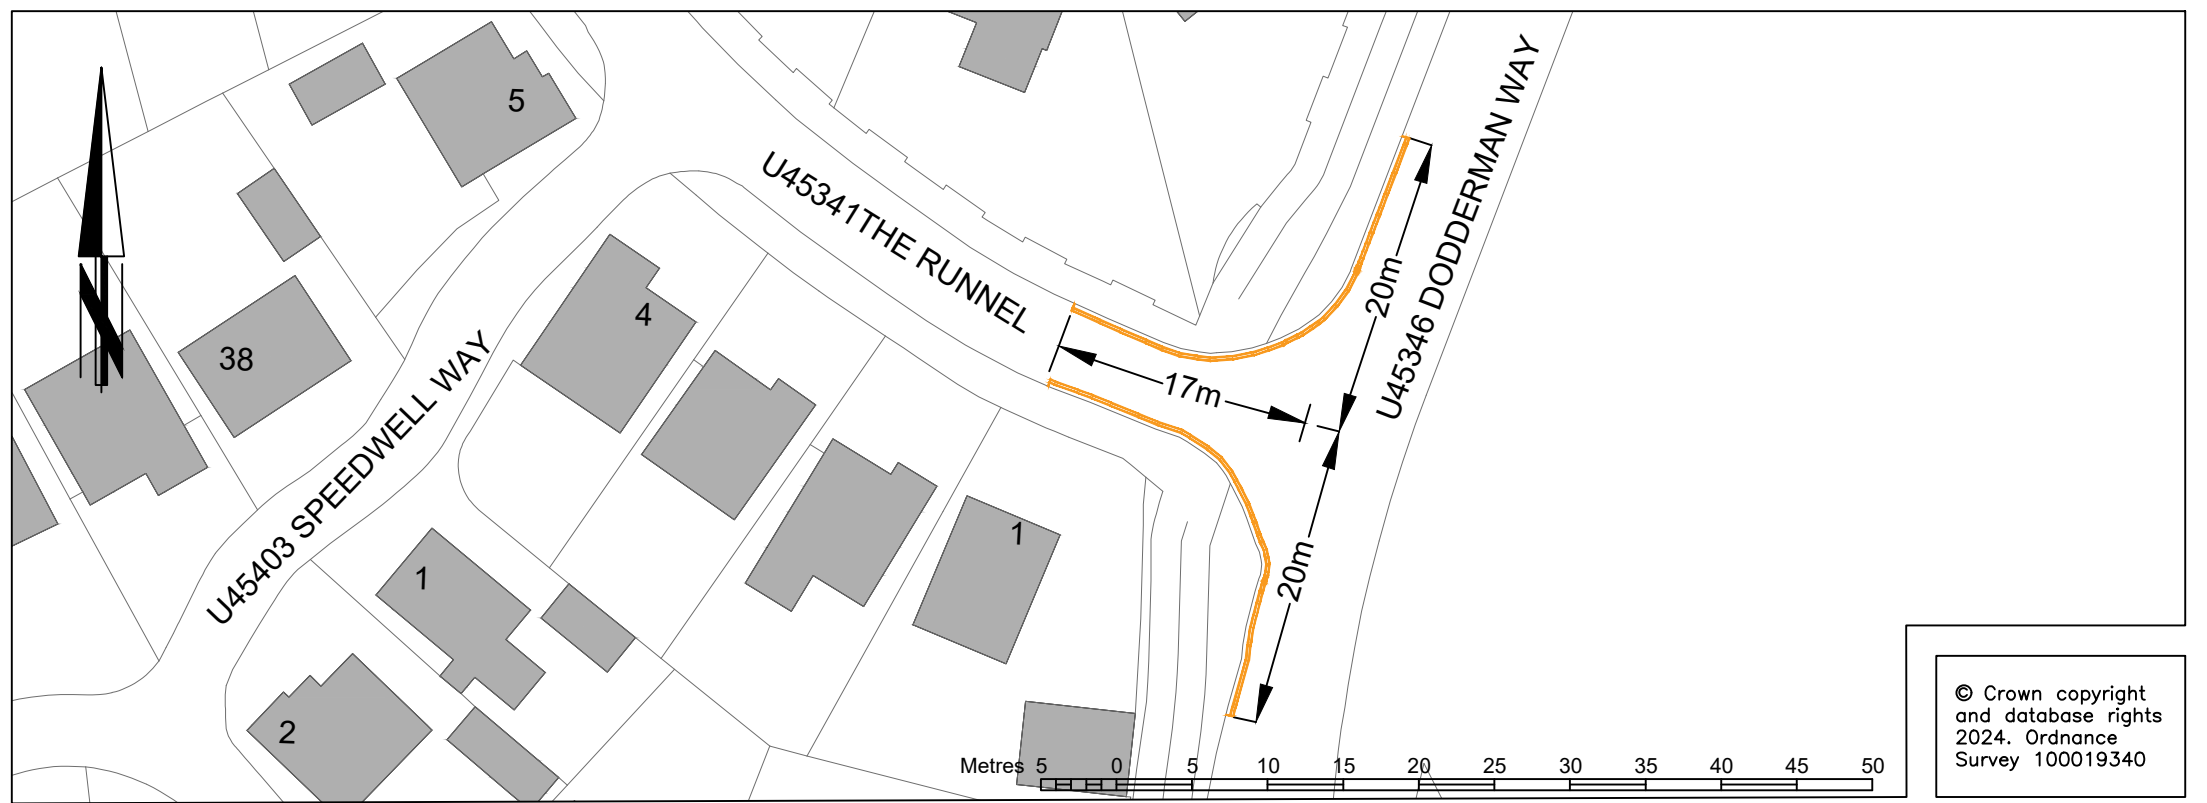 5
U45341THE RUNNEL
U45346 DODDERMAN WAY
N
4
38
20m
17m
U45403 SPEEDWELL WAY
1
1
20m
2
Metres 5 0 5 10 15 20 25 30 35 40 45 50
© Crown copyright
and database rights
2024. Ordnance
Survey 100019340